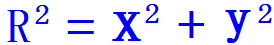 R² = x² + y²